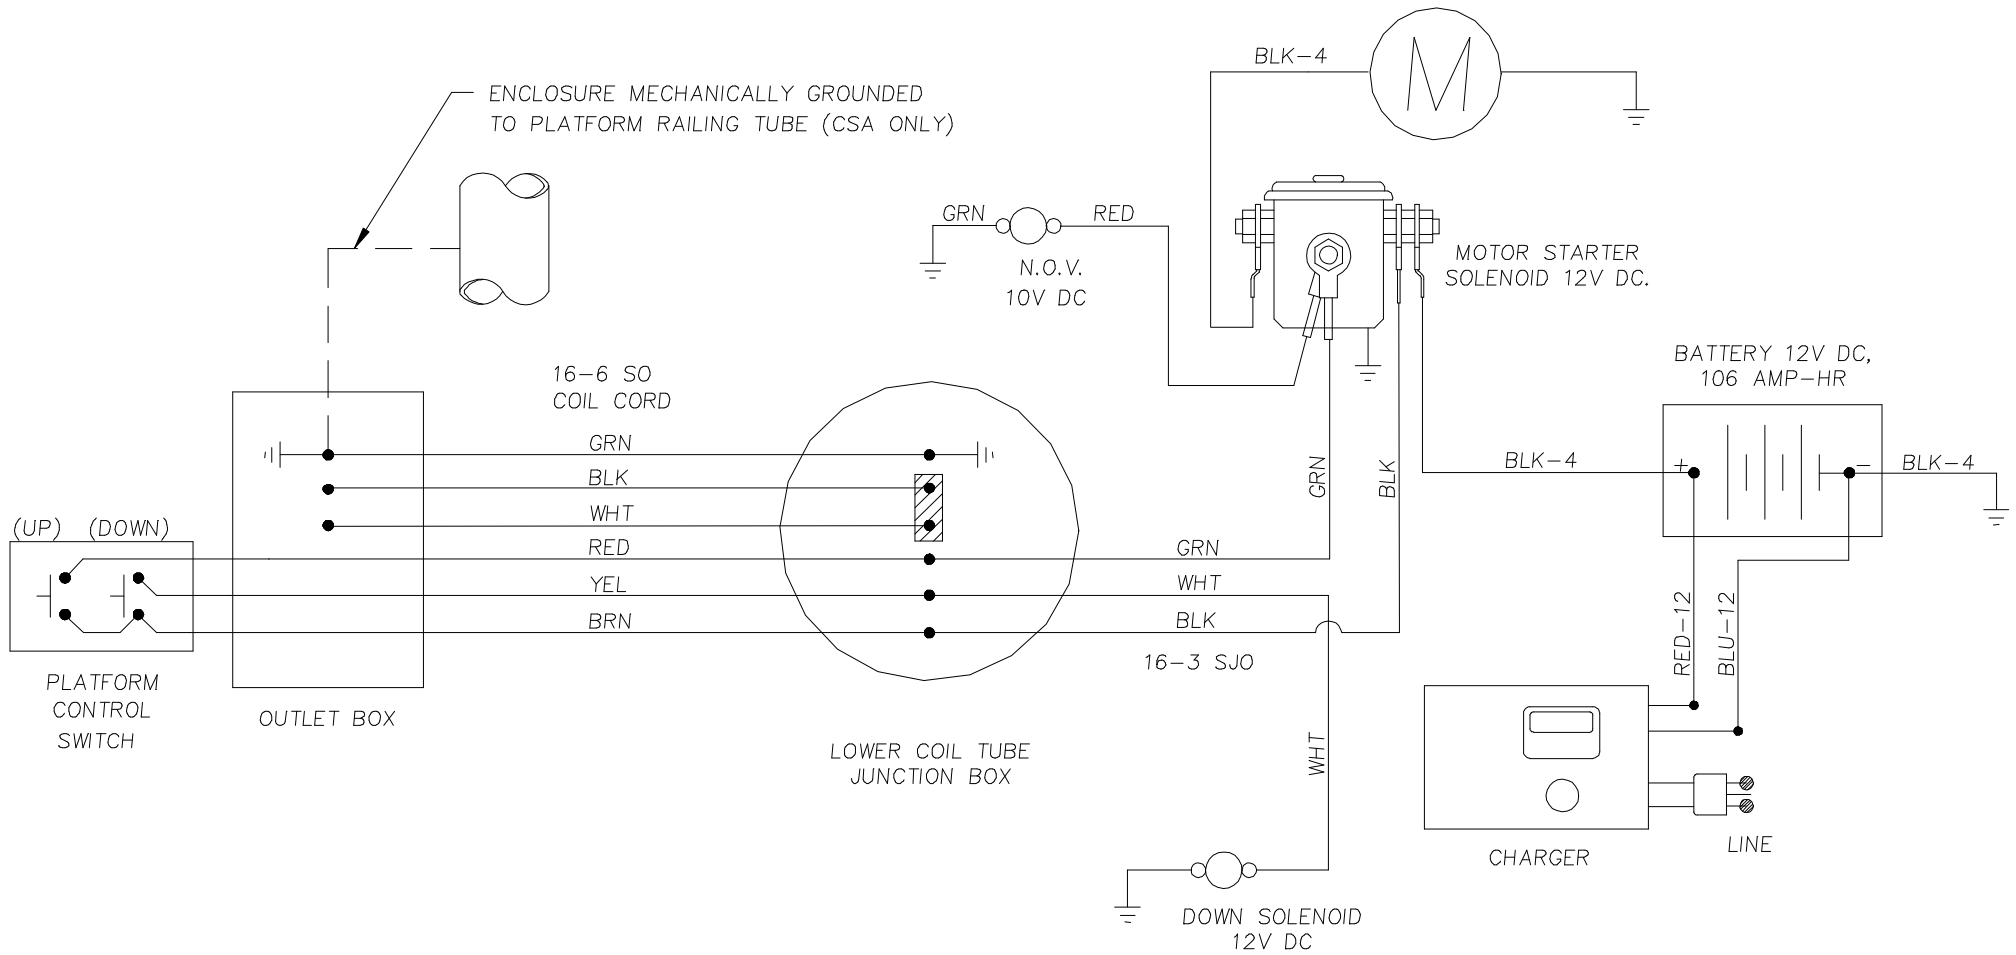 BLK-4
M
ENCLOSURE MECHANICALLY GROUNDED
TO PLATFORM RAILING TUBE (CSA ONLY)
GRN
RED
N.O.V.
10V DC
MOTOR STARTER
SOLENOID 12V DC.
BATTERY 12V DC,
106 AMP-HR
16-6 SO
COIL CORD
GRN
BLK
WHT
RED
YEL
BRN
GRN
BLK
BLK-4
+
-
BLK-4
(UP) (DOWN)
GRN
WHT
BLK
16-3 SJO
RED-12
BLU-12
PLATFORM
CONTROL
SWITCH
OUTLET BOX
LOWER COIL TUBE
JUNCTION BOX
WHT
CHARGER
LINE
DOWN SOLENOID
12V DC